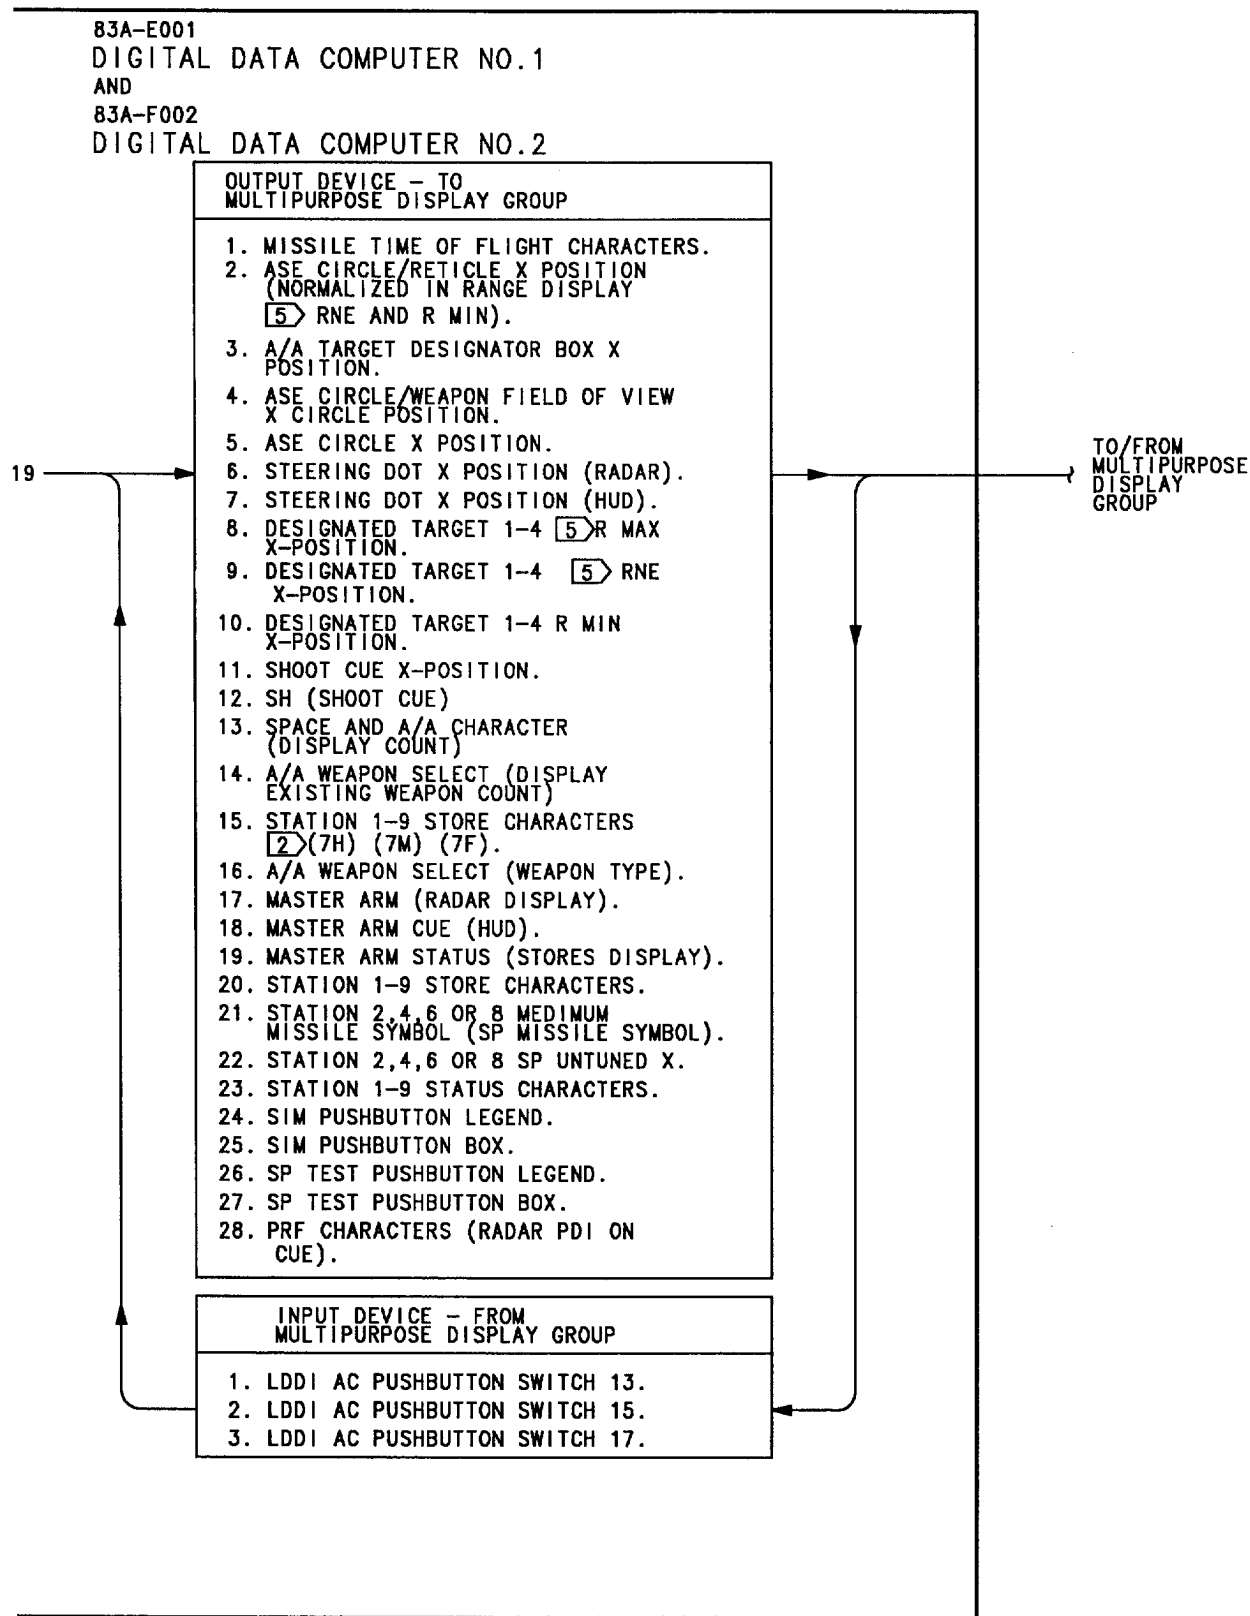 83A-E001
DIGITAL DATA COMPUTER NO.1
AND
83A-F002
DIGITAL DATA COMPUTER NO.2
OUTPUT DEVICE – TO
MULTIPURPOSE DISPLAY GROUP
1. MISSILE TIME OF FLIGHT CHARACTERS.
2. ASE CIRCLE/RETICLE X POSITION
(NORMALIZED IN RANGE DISPLAY
5 RNE AND R MIN).
3. A/A TARGET DESIGNATOR BOX X
POSITION.
4. ASE CIRCLE/WEAPON FIELD OF VIEW
X CIRCLE POSITION.
5. ASE CIRCLE X POSITION.
6. STEERING DOT X POSITION (RADAR).
7. STEERING DOT X POSITION (HUD).
8. DESIGNATED TARGET 1–4 5 R MAX
X–POSITION.
9. DESIGNATED TARGET 1–4 5 RNE
X–POSITION.
10. DESIGNATED TARGET 1–4 R MIN
X–POSITION.
11. SHOOT CUE X–POSITION.
12. SH (SHOOT CUE)
13. SPACE AND A/A CHARACTER
(DISPLAY COUNT)
14. A/A WEAPON SELECT (DISPLAY
EXISTING WEAPON COUNT)
15. STATION 1–9 STORE CHARACTERS
2 (7H) (7M) (7F).
16. A/A WEAPON SELECT (WEAPON TYPE).
17. MASTER ARM (RADAR DISPLAY).
18. MASTER ARM CUE (HUD).
19. MASTER ARM STATUS (STORES DISPLAY).
20. STATION 1–9 STORE CHARACTERS.
21. STATION 2,4,6 OR 8 MEDIMUM
MISSILE SYMBOL (SP MISSILE SYMBOL).
22. STATION 2,4,6 OR 8 SP UNTUNED X.
23. STATION 1–9 STATUS CHARACTERS.
24. SIM PUSHBUTTON LEGEND.
25. SIM PUSHBUTTON BOX.
26. SP TEST PUSHBUTTON LEGEND.
27. SP TEST PUSHBUTTON BOX.
28. PRF CHARACTERS (RADAR PDI ON
CUE).
19
TO/FROM
MULTIPURPOSE
DISPLAY
GROUP
INPUT DEVICE – FROM
MULTIPURPOSE DISPLAY GROUP
1. LDDI AC PUSHBUTTON SWITCH 13.
2. LDDI AC PUSHBUTTON SWITCH 15.
3. LDDI AC PUSHBUTTON SWITCH 17.